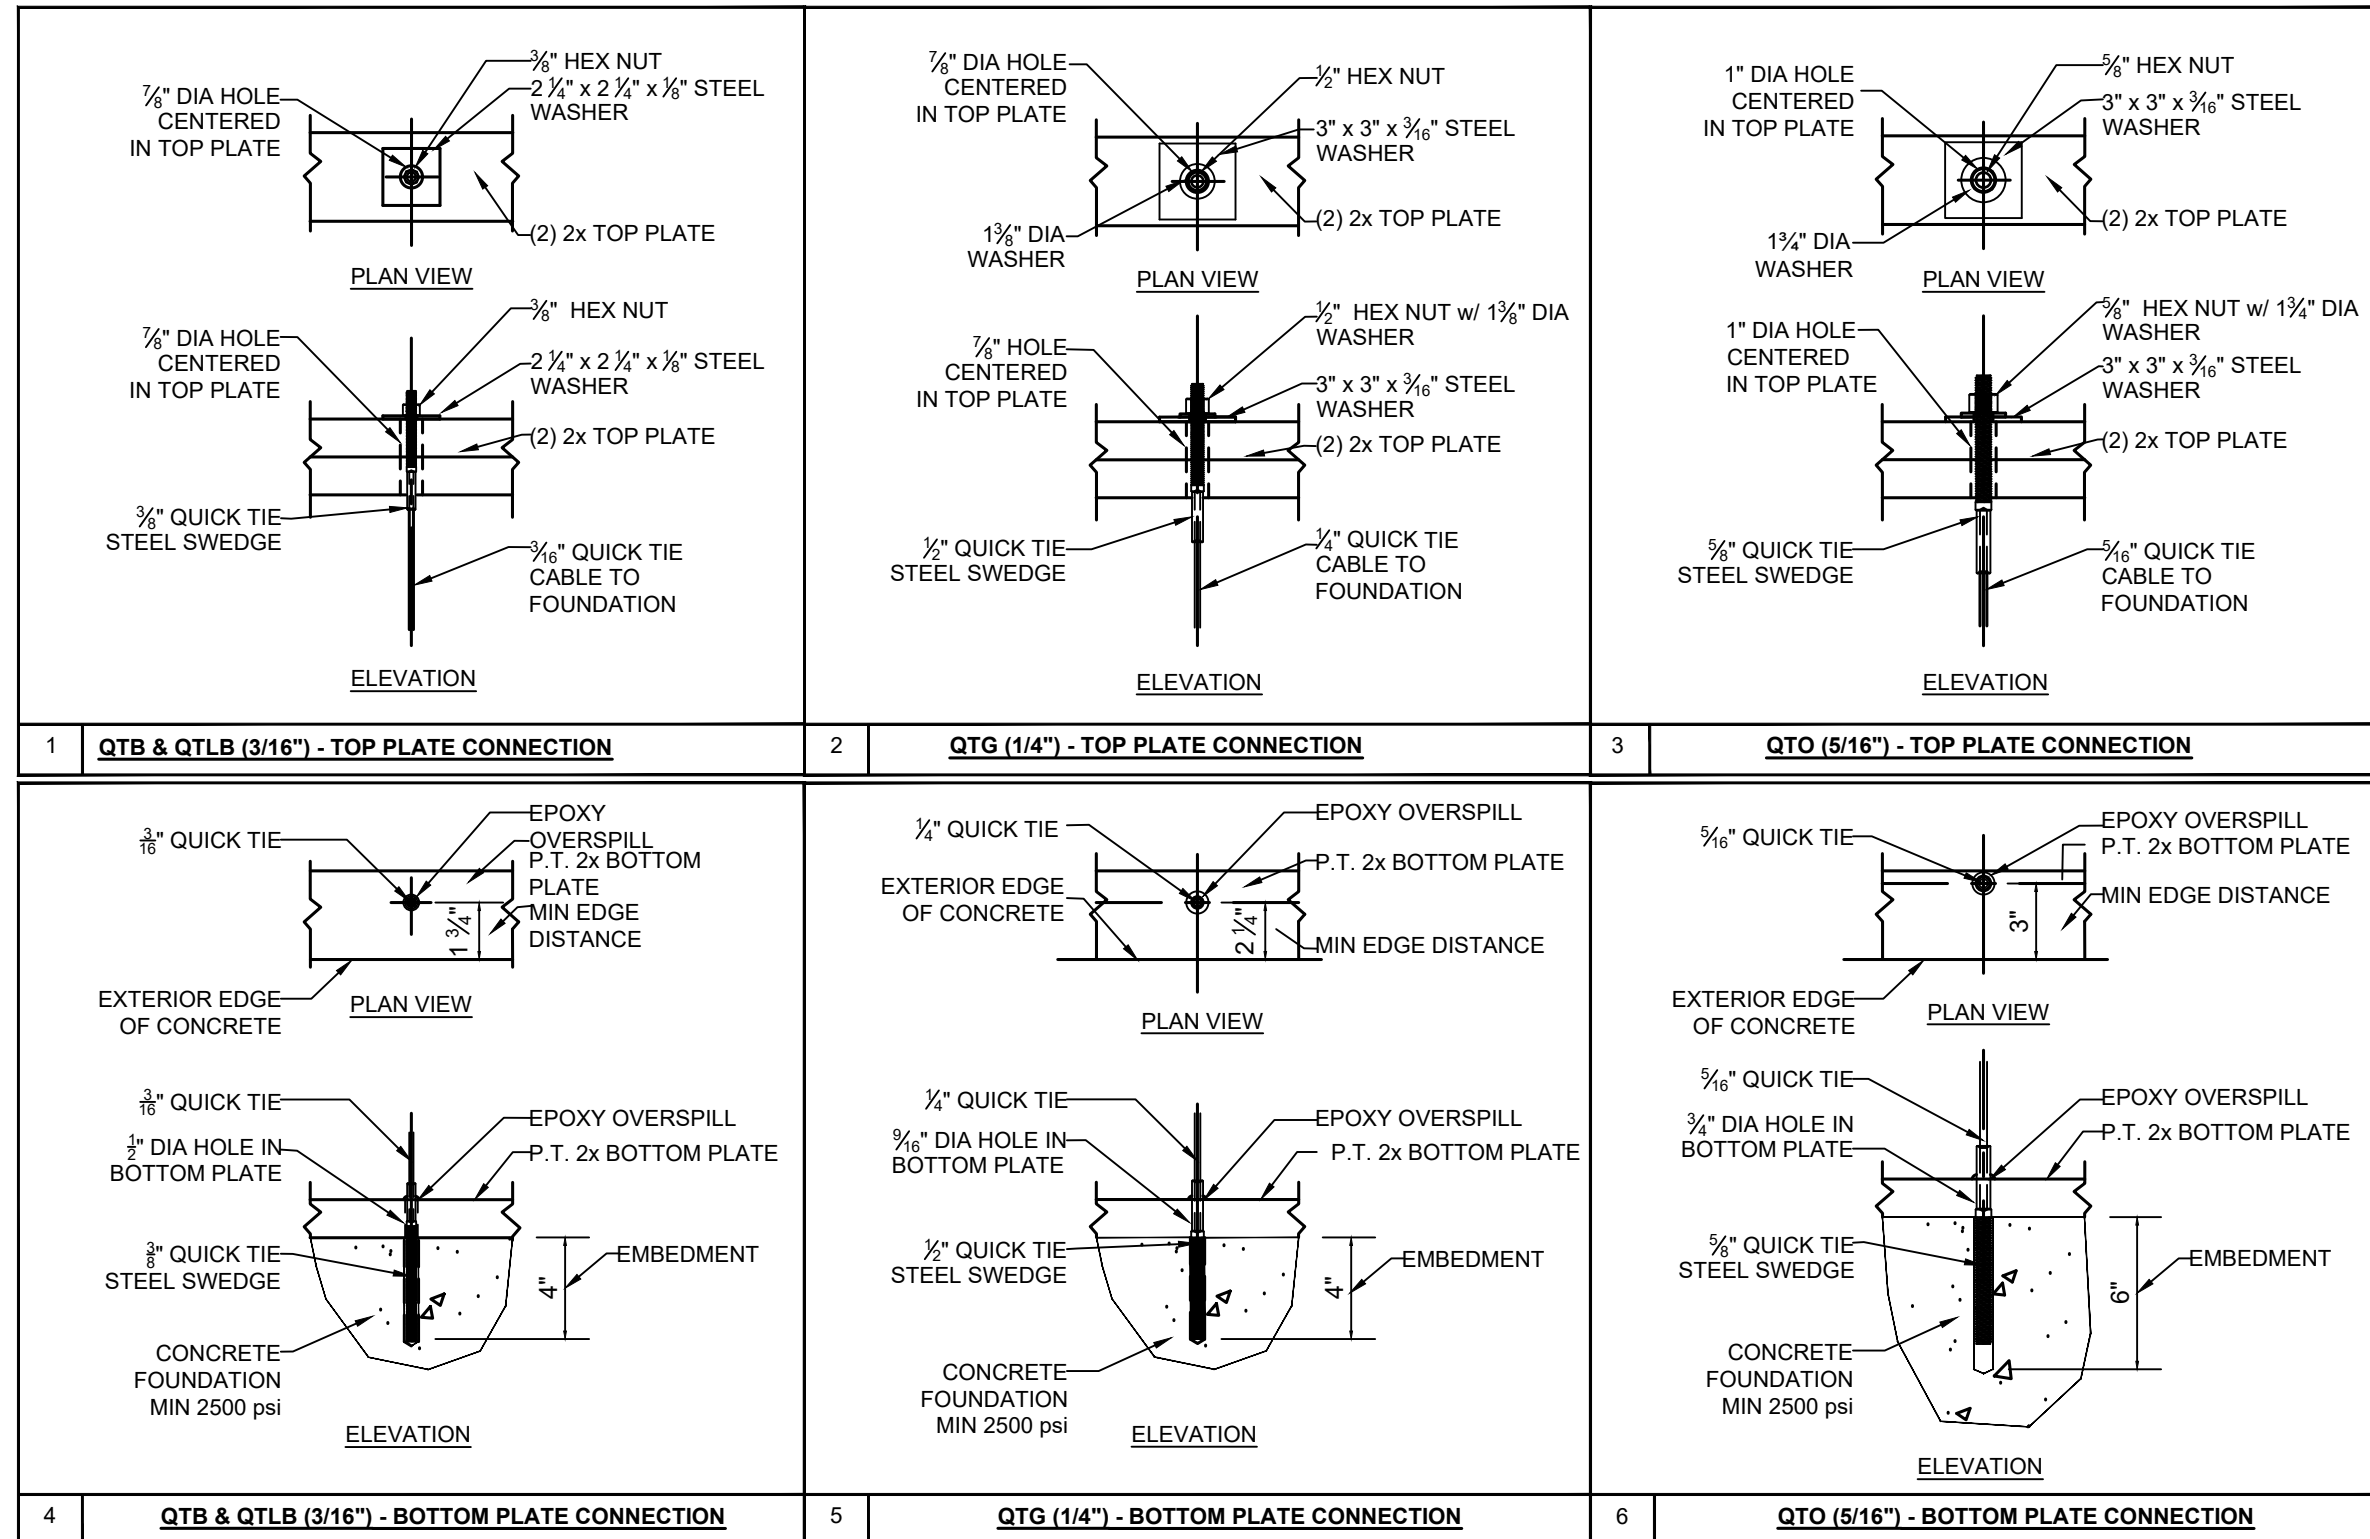 ⅜" HEX NUT
2 ¼" x 2 ¼" x ⅛" STEEL
WASHER
⅞" DIA HOLE
CENTERED
IN TOP PLATE
(2) 2x TOP PLATE
PLAN VIEW
⅜" HEX NUT
⅞" DIA HOLE
CENTERED
IN TOP PLATE
2 ¼" x 2 ¼" x ⅛" STEEL
WASHER
(2) 2x TOP PLATE
⅜" QUICK TIE
STEEL SWEDGE
3/16" QUICK TIE
CABLE TO
FOUNDATION
ELEVATION
1
QTB & QTLB (3/16") - TOP PLATE CONNECTION
⅞" DIA HOLE
CENTERED
IN TOP PLATE
½" HEX NUT
3" x 3" x 3/16" STEEL
WASHER
(2) 2x TOP PLATE
1⅜" DIA
WASHER
PLAN VIEW
½" HEX NUT w/ 1⅜" DIA
WASHER
⅞" HOLE
CENTERED
IN TOP PLATE
3" x 3" x 3/16" STEEL
WASHER
(2) 2x TOP PLATE
½" QUICK TIE
STEEL SWEDGE
¼" QUICK TIE
CABLE TO
FOUNDATION
ELEVATION
2
QTG (1/4") - TOP PLATE CONNECTION
1" DIA HOLE
CENTERED
IN TOP PLATE
⅝" HEX NUT
3" x 3" x 3/16" STEEL
WASHER
(2) 2x TOP PLATE
1¾" DIA
WASHER
PLAN VIEW
⅝" HEX NUT w/ 1¾" DIA
WASHER
1" DIA HOLE
CENTERED
IN TOP PLATE
3" x 3" x 3/16" STEEL
WASHER
(2) 2x TOP PLATE
⅝" QUICK TIE
STEEL SWEDGE
5/16" QUICK TIE
CABLE TO
FOUNDATION
ELEVATION
3
QTO (5/16") - TOP PLATE CONNECTION
3/16" QUICK TIE
EPOXY
OVERSPILL
P.T. 2x BOTTOM
PLATE
MIN EDGE
DISTANCE
1 ¾"
EXTERIOR EDGE
OF CONCRETE
PLAN VIEW
3/16" QUICK TIE
½" DIA HOLE IN
BOTTOM PLATE
EPOXY OVERSPILL
P.T. 2x BOTTOM PLATE
⅜" QUICK TIE
STEEL SWEDGE
4"
EMBEDMENT
CONCRETE
FOUNDATION
MIN 2500 psi
ELEVATION
4
QTB & QTLB (3/16") - BOTTOM PLATE CONNECTION
¼" QUICK TIE
EPOXY OVERSPILL
P.T. 2x BOTTOM PLATE
EXTERIOR EDGE
OF CONCRETE
2 ¼"
MIN EDGE DISTANCE
PLAN VIEW
¼" QUICK TIE
9/16" DIA HOLE IN
BOTTOM PLATE
EPOXY OVERSPILL
P.T. 2x BOTTOM PLATE
½" QUICK TIE
STEEL SWEDGE
4"
EMBEDMENT
CONCRETE
FOUNDATION
MIN 2500 psi
ELEVATION
5
QTG (1/4") - BOTTOM PLATE CONNECTION
5/16" QUICK TIE
EPOXY OVERSPILL
P.T. 2x BOTTOM PLATE
MIN EDGE DISTANCE
3"
EXTERIOR EDGE
OF CONCRETE
PLAN VIEW
5/16" QUICK TIE
¾" DIA HOLE IN
BOTTOM PLATE
EPOXY OVERSPILL
P.T. 2x BOTTOM PLATE
⅝" QUICK TIE
STEEL SWEDGE
6"
EMBEDMENT
CONCRETE
FOUNDATION
MIN 2500 psi
ELEVATION
6
QTO (5/16") - BOTTOM PLATE CONNECTION